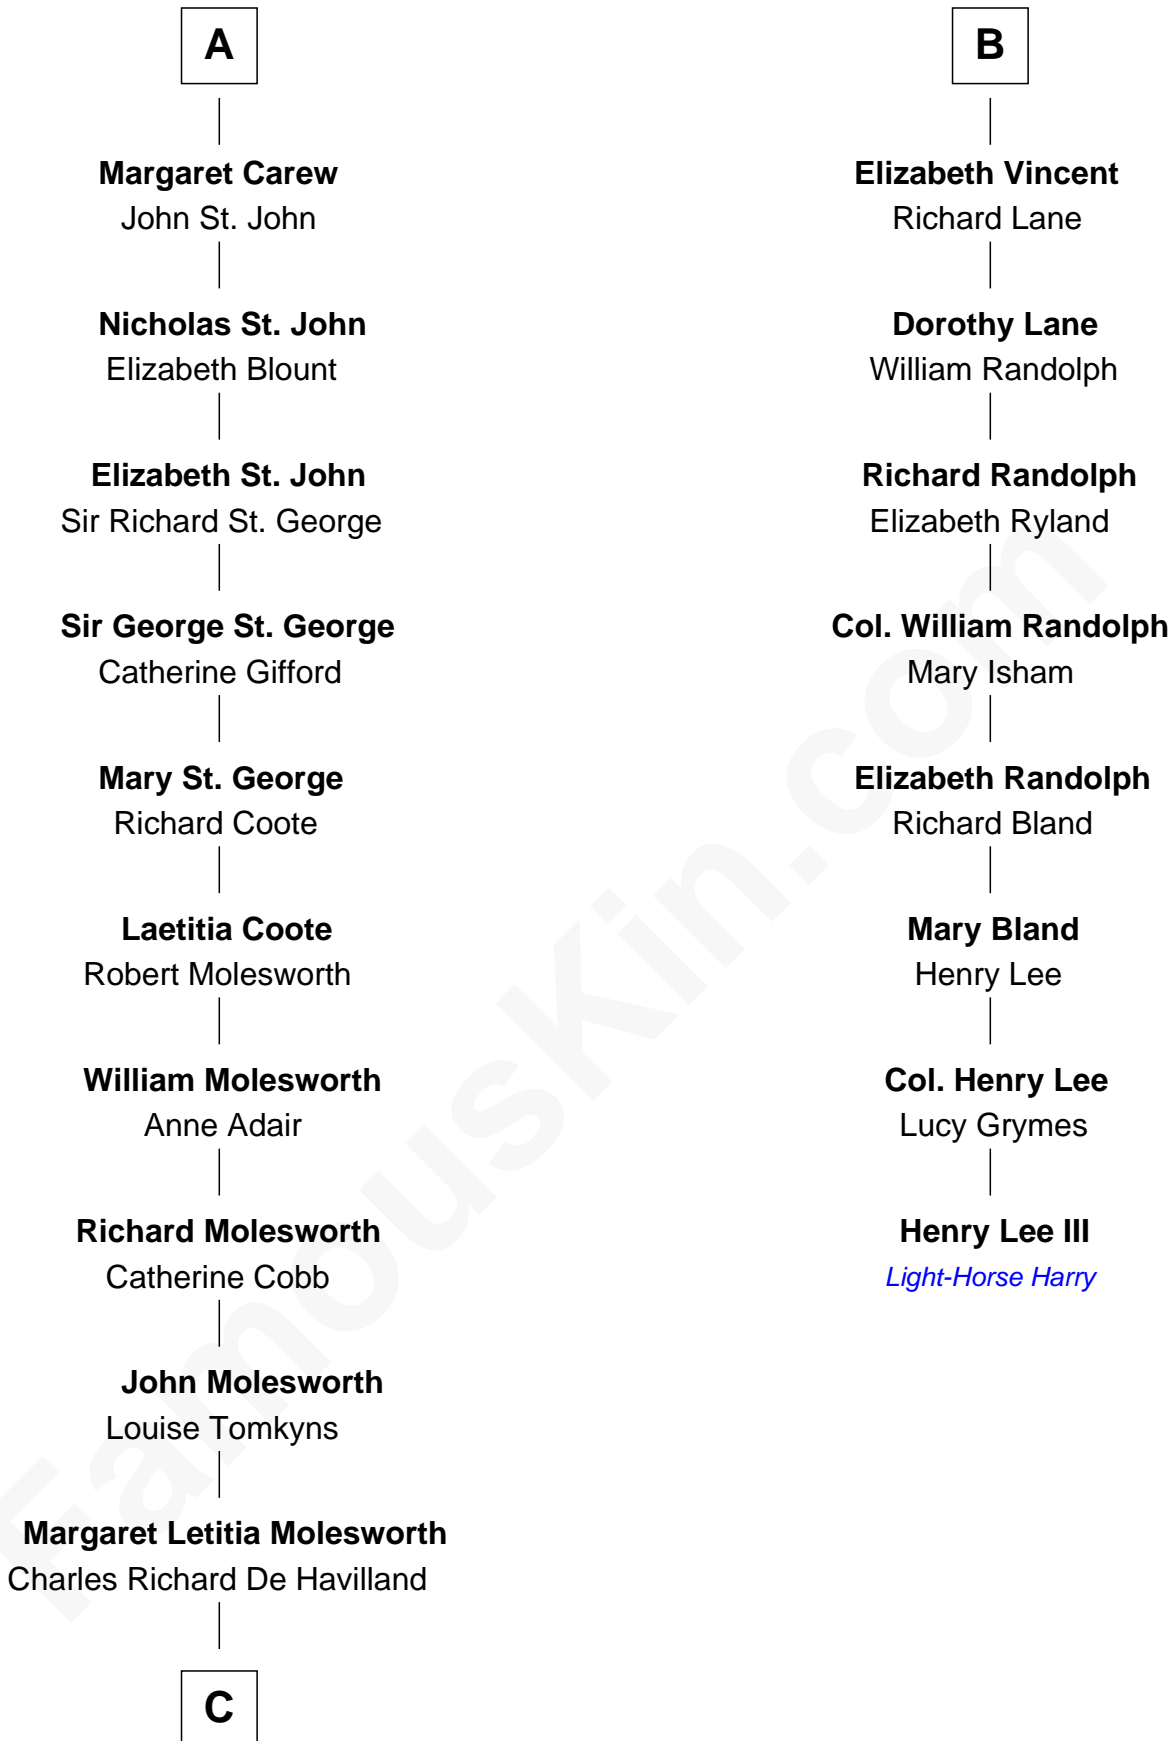 A
Margaret Carew
John St. John
Nicholas St. John
Elizabeth Blount
Elizabeth St. John
Sir Richard St. George
Sir George St. George
Catherine Gifford
Mary St. George
Richard Coote
Laetitia Coote
Robert Molesworth
William Molesworth
Anne Adair
Richard Molesworth
Catherine Cobb
John Molesworth
Louise Tomkyns
Margaret Letitia Molesworth
Charles Richard De Havilland
C
B
Elizabeth Vincent
Richard Lane
Dorothy Lane
William Randolph
Richard Randolph
Elizabeth Ryland
Col. William Randolph
Mary Isham
Elizabeth Randolph
Richard Bland
Mary Bland
Henry Lee
Col. Henry Lee
Lucy Grymes
Henry Lee III
Light-Horse Harry
FamousKin.com